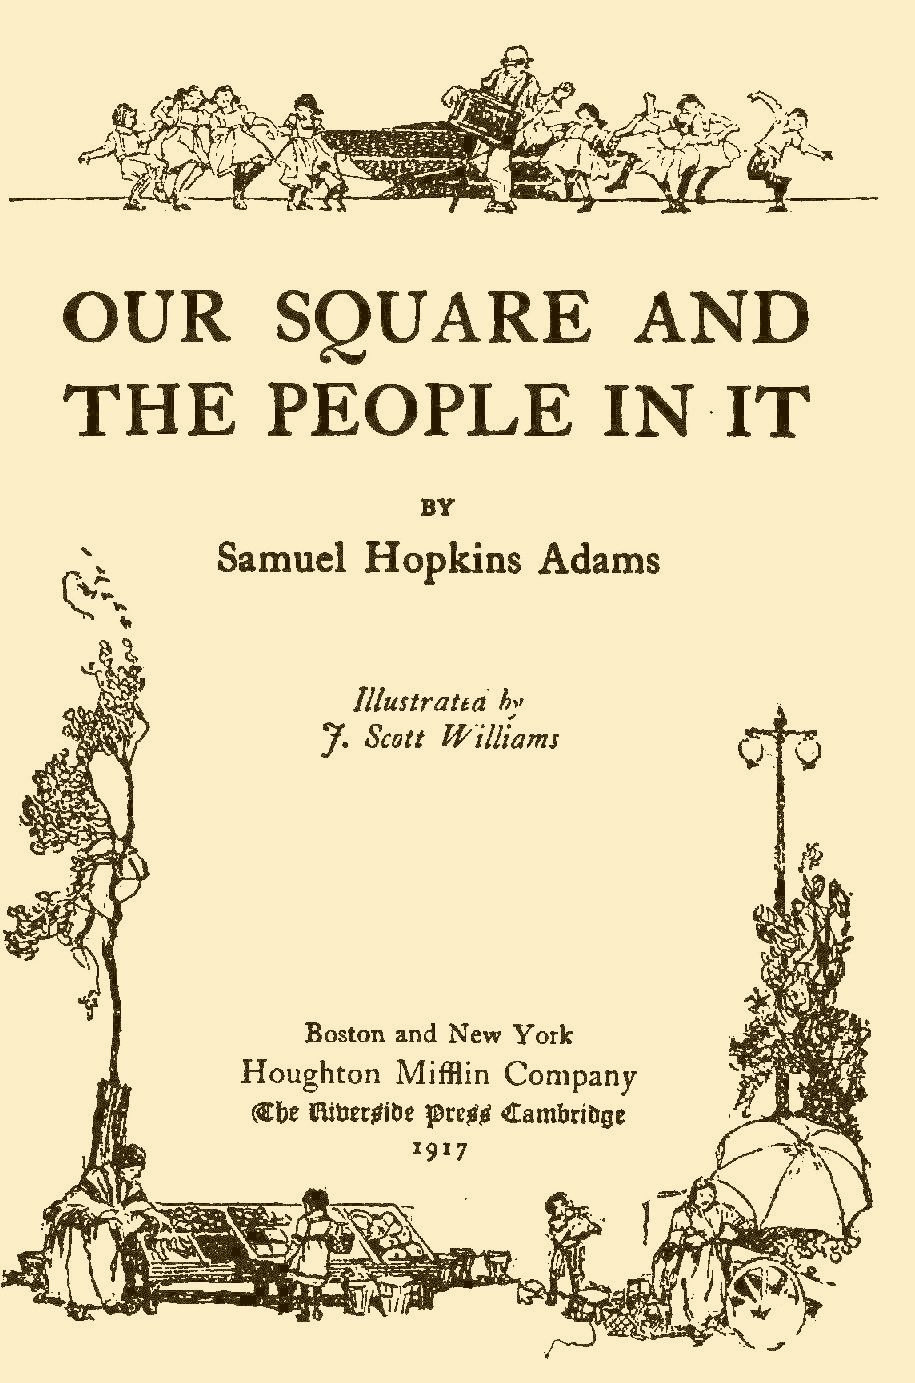 OUR SQUARE AND
THE PEOPLE IN IT
BY
Samuel Hopkins Adams
Illustrated by
J. Scott Williams
Boston and New York
Houghton Mifflin Company
The Riverside Press Cambridge
1917